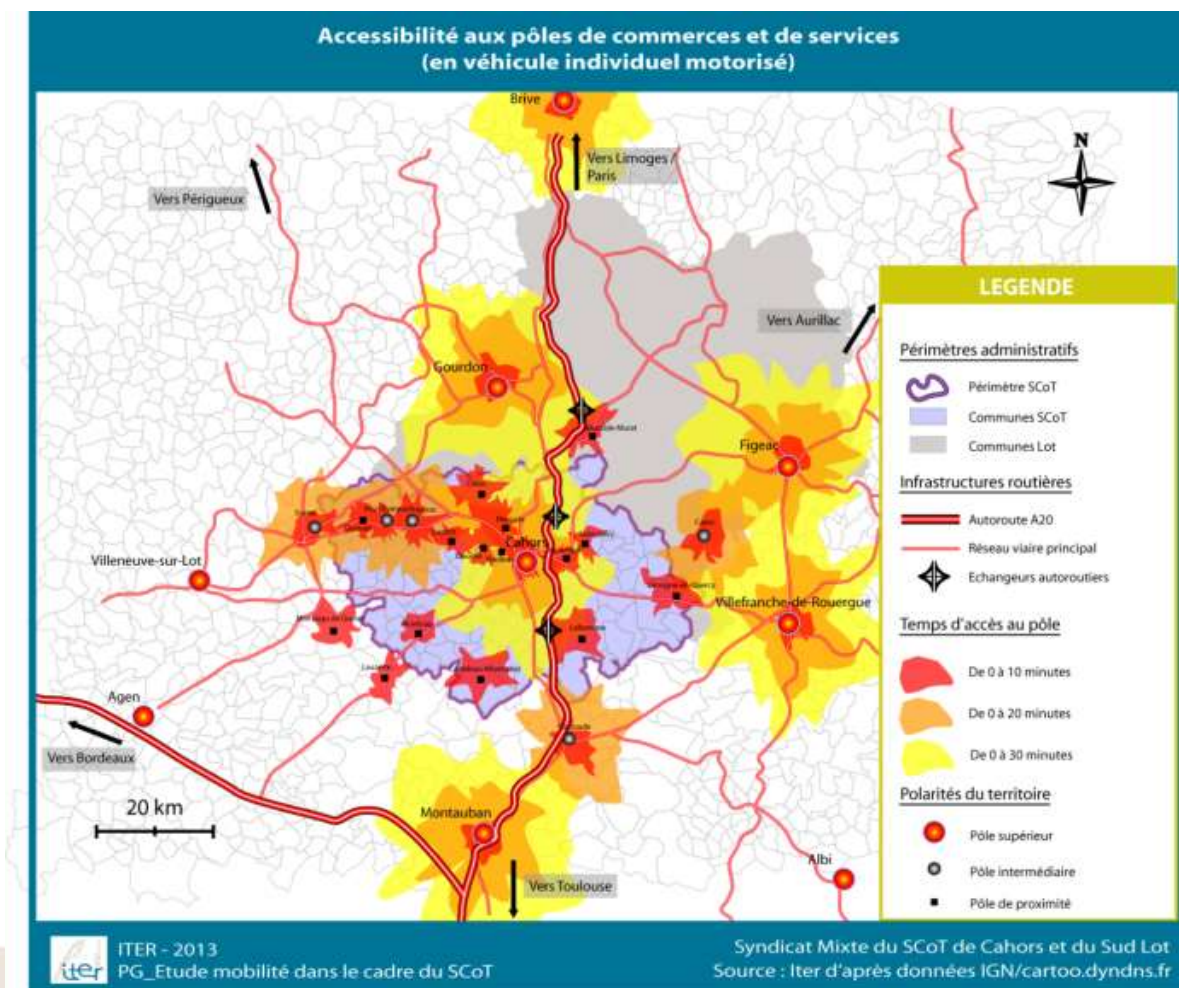 Accessibilité aux pôles de commerces et de services
(en véhicule individuel motorisé)
Brive
Vers Limoges /
Paris
N
Vers Périgueux
LEGENDE
Vers Aurillac
Périmètres administratifs
Périmètre SCoT
Communes SCoT
Communes Lot
Gourdon
Figeac
Infrastructures routières
Autoroute A20
Réseau viaire principal
Echangeurs autoroutiers
Cahors
Villeneuve-sur-Lot
Villefranche-de-Rouergue
Temps d'accès au pôle
De 0 à 10 minutes
De 0 à 20 minutes
De 0 à 30 minutes
Agen
Vers Bordeaux
20 km
Polarités du territoire
Pôle supérieur
Pôle intermédiaire
Pôle de proximité
Montauban
Albi
Vers Toulouse
iter
ITER - 2013
PG_Etude mobilité dans le cadre du SCoT
Syndicat Mixte du SCoT de Cahors et du Sud Lot
Source : Iter d'après données IGN/cartoo.dyndns.fr